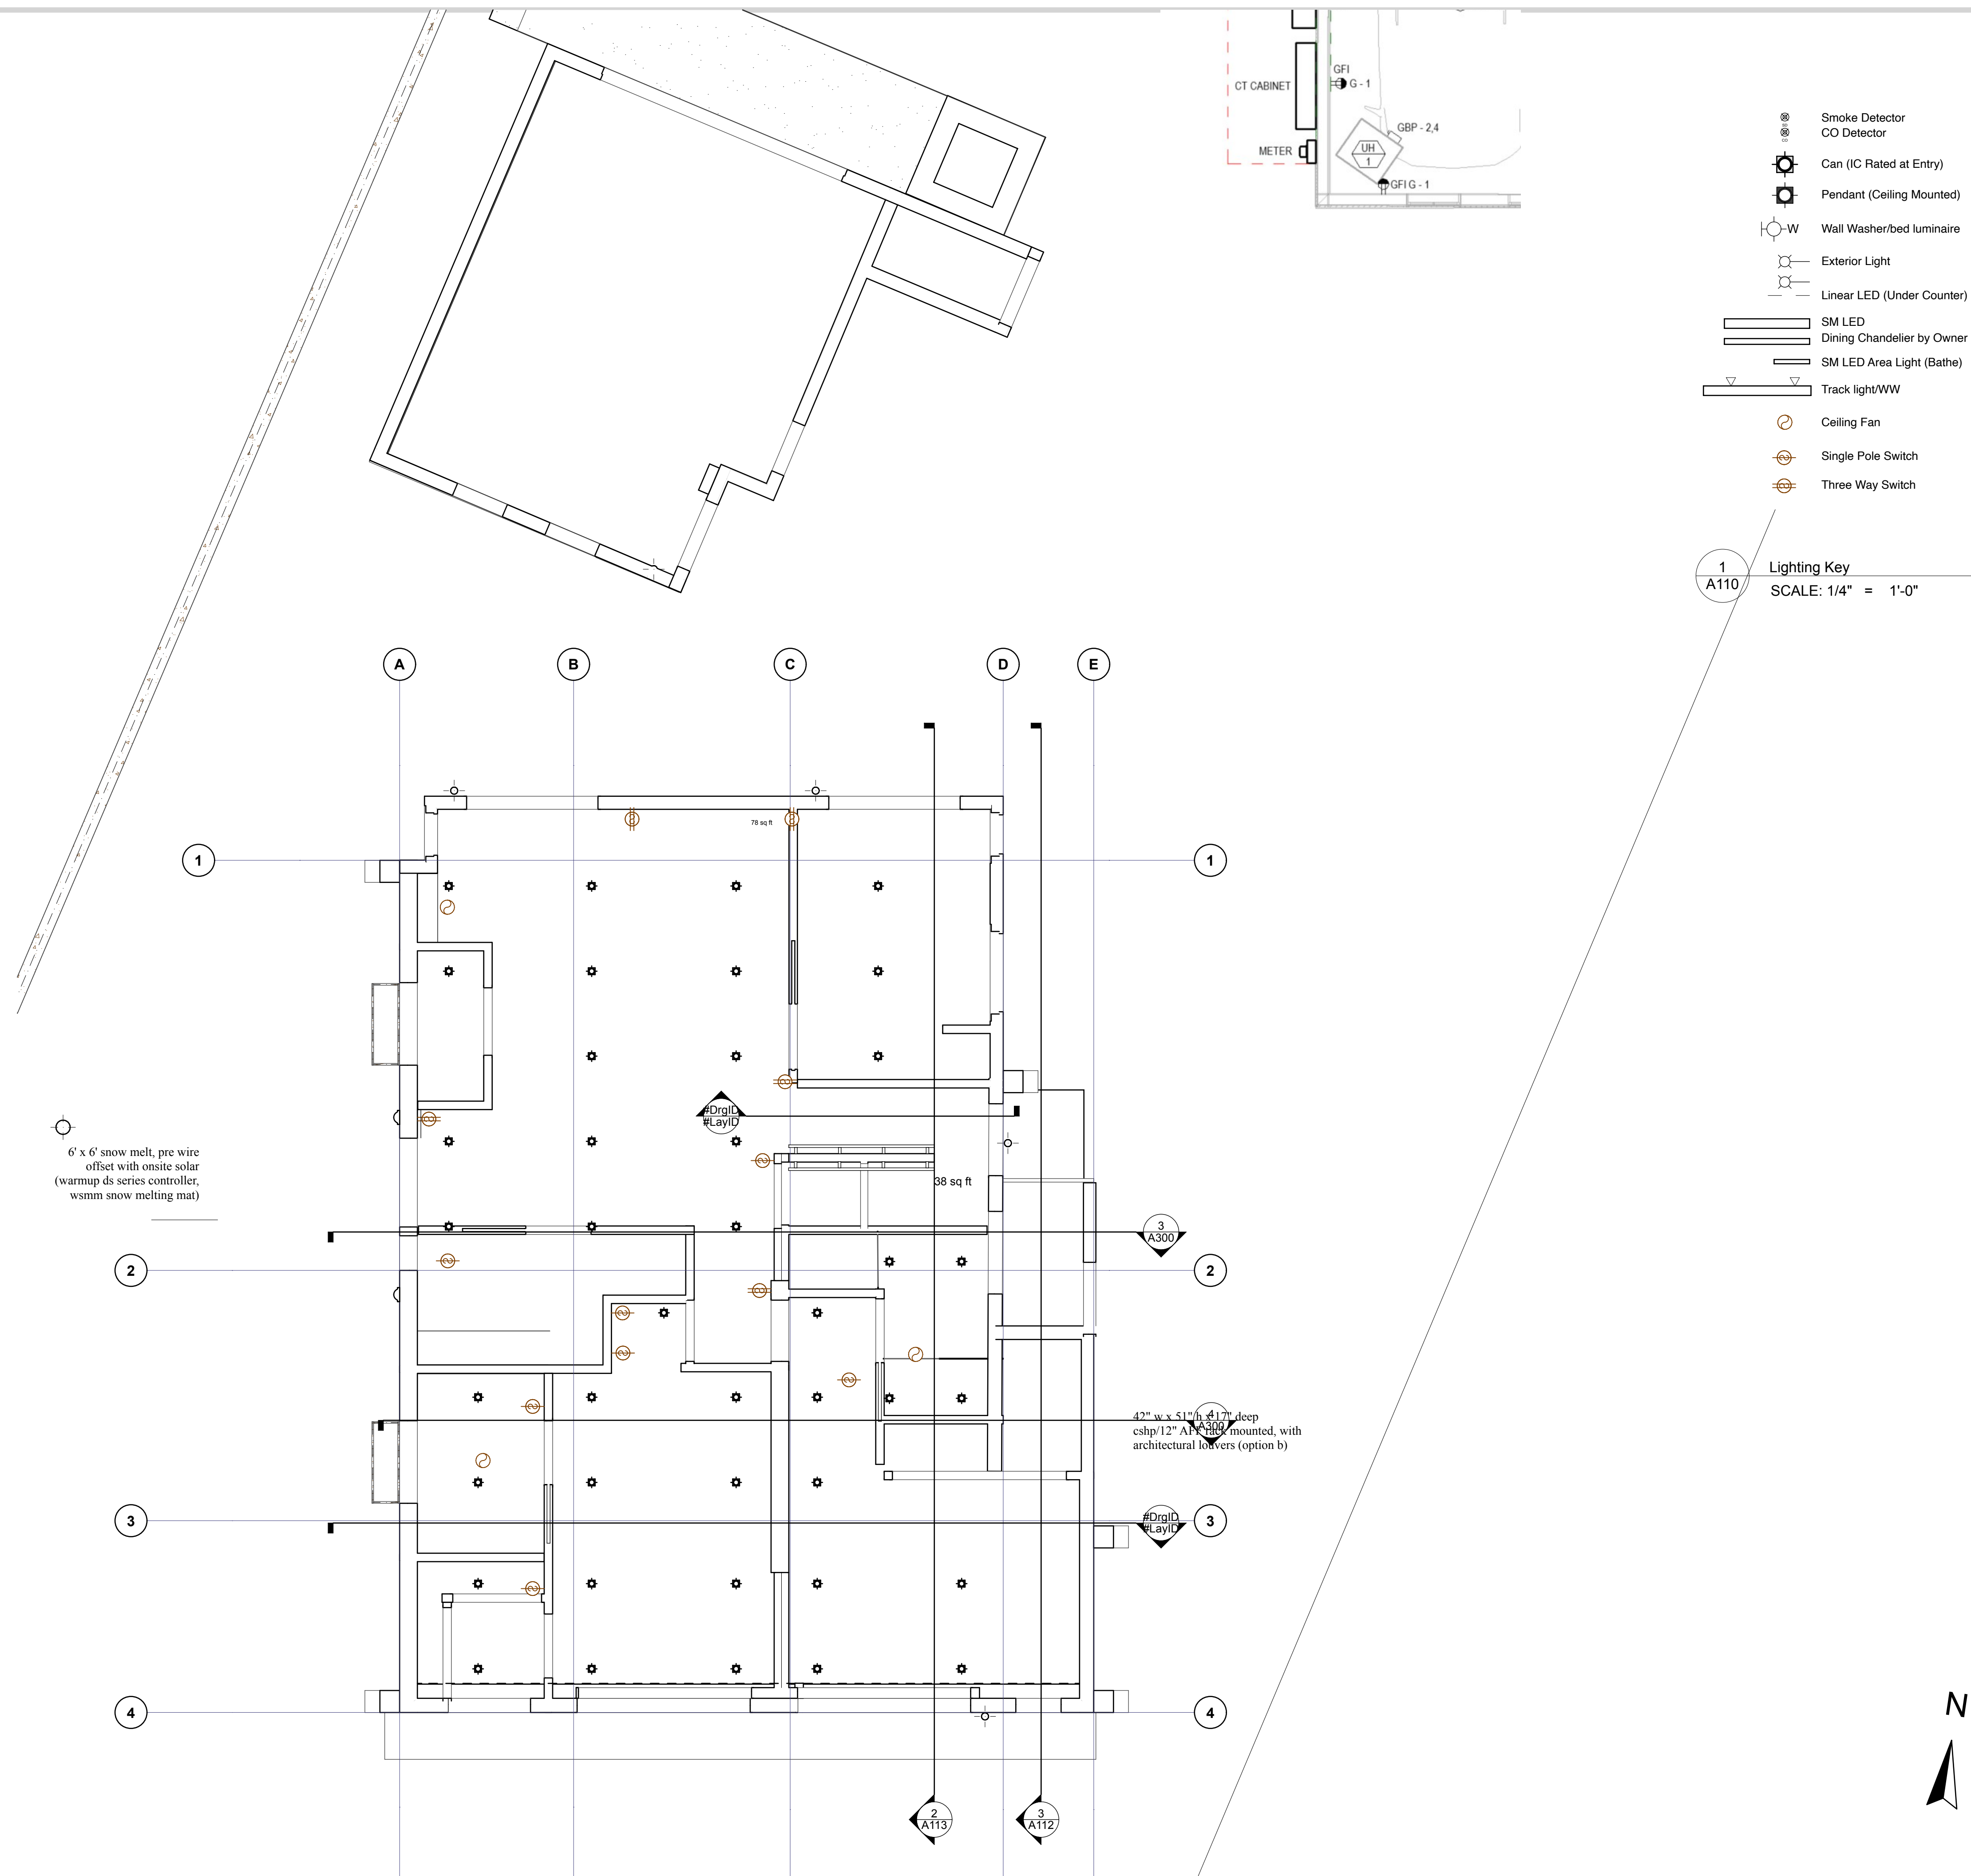 CT CABINET
GFI
G - 1
GBP - 2,4
METER
UH
1
GFI G - 1
Smoke Detector
CO Detector
Can (IC Rated at Entry)
Pendant (Ceiling Mounted)
W
Wall Washer/bed luminaire
Exterior Light
Linear LED (Under Counter)
SM LED
Dining Chandelier by Owner
SM LED Area Light (Bathe)
Track light/WW
Ceiling Fan
Single Pole Switch
Three Way Switch
1
A110
Lighting Key
SCALE: 1/4" = 1'-0"
A
B
C
D
E
78 sq ft
1
1
#DrgID
#LayID
6' x 6' snow melt, pre wire
offset with onsite solar
(warmup ds series controller,
wsmm snow melting mat)
38 sq ft
3
A300
2
2
4
A300
42" w x 51"/h x 17" deep
cshp/12" AFF rack mounted, with
architectural louvers (option b)
3
#DrgID
#LayID
3
4
4
N
2
A113
3
A112